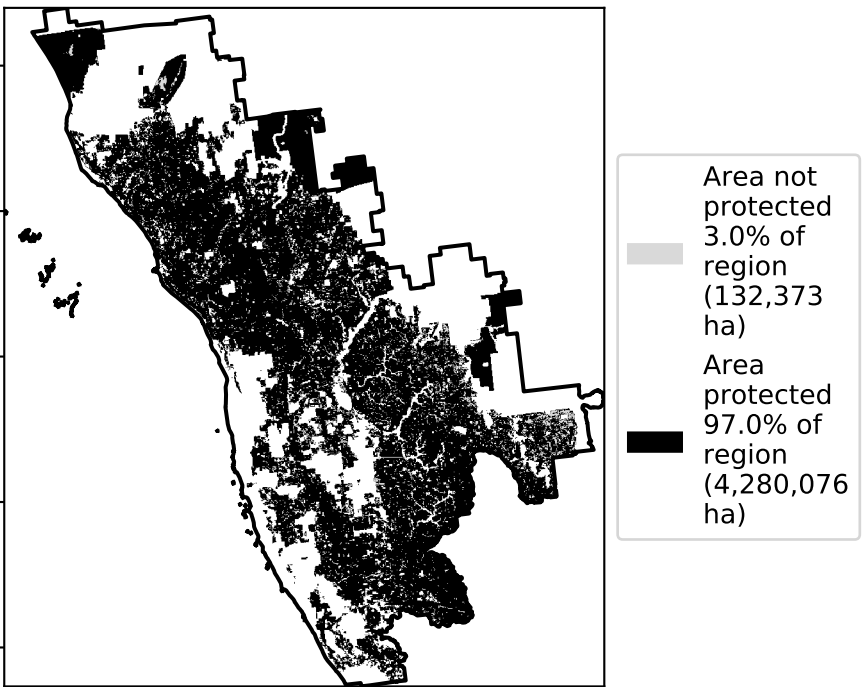 Area not
protected
3.0% of
region
(132,373
ha)
Area
protected
97.0% of
region
(4,280,076
ha)